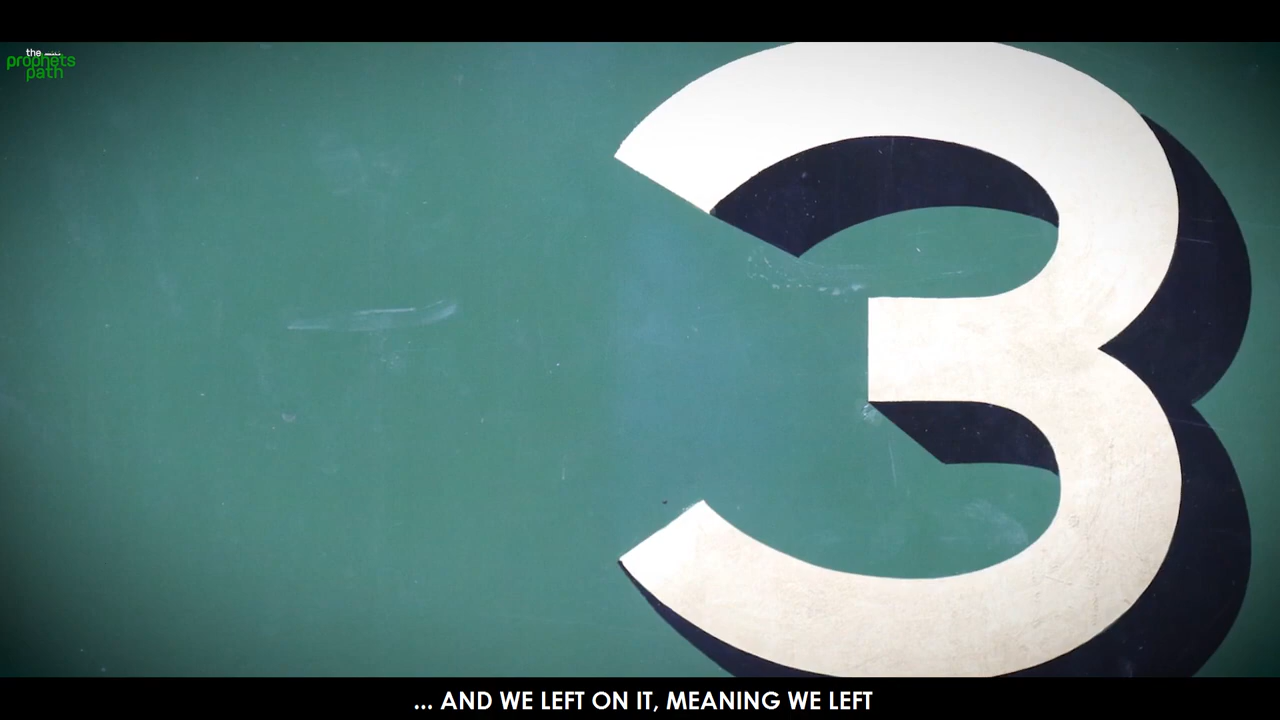 the
prophets
path
3
... AND WE LEFT ON IT, MEANING WE LEFT